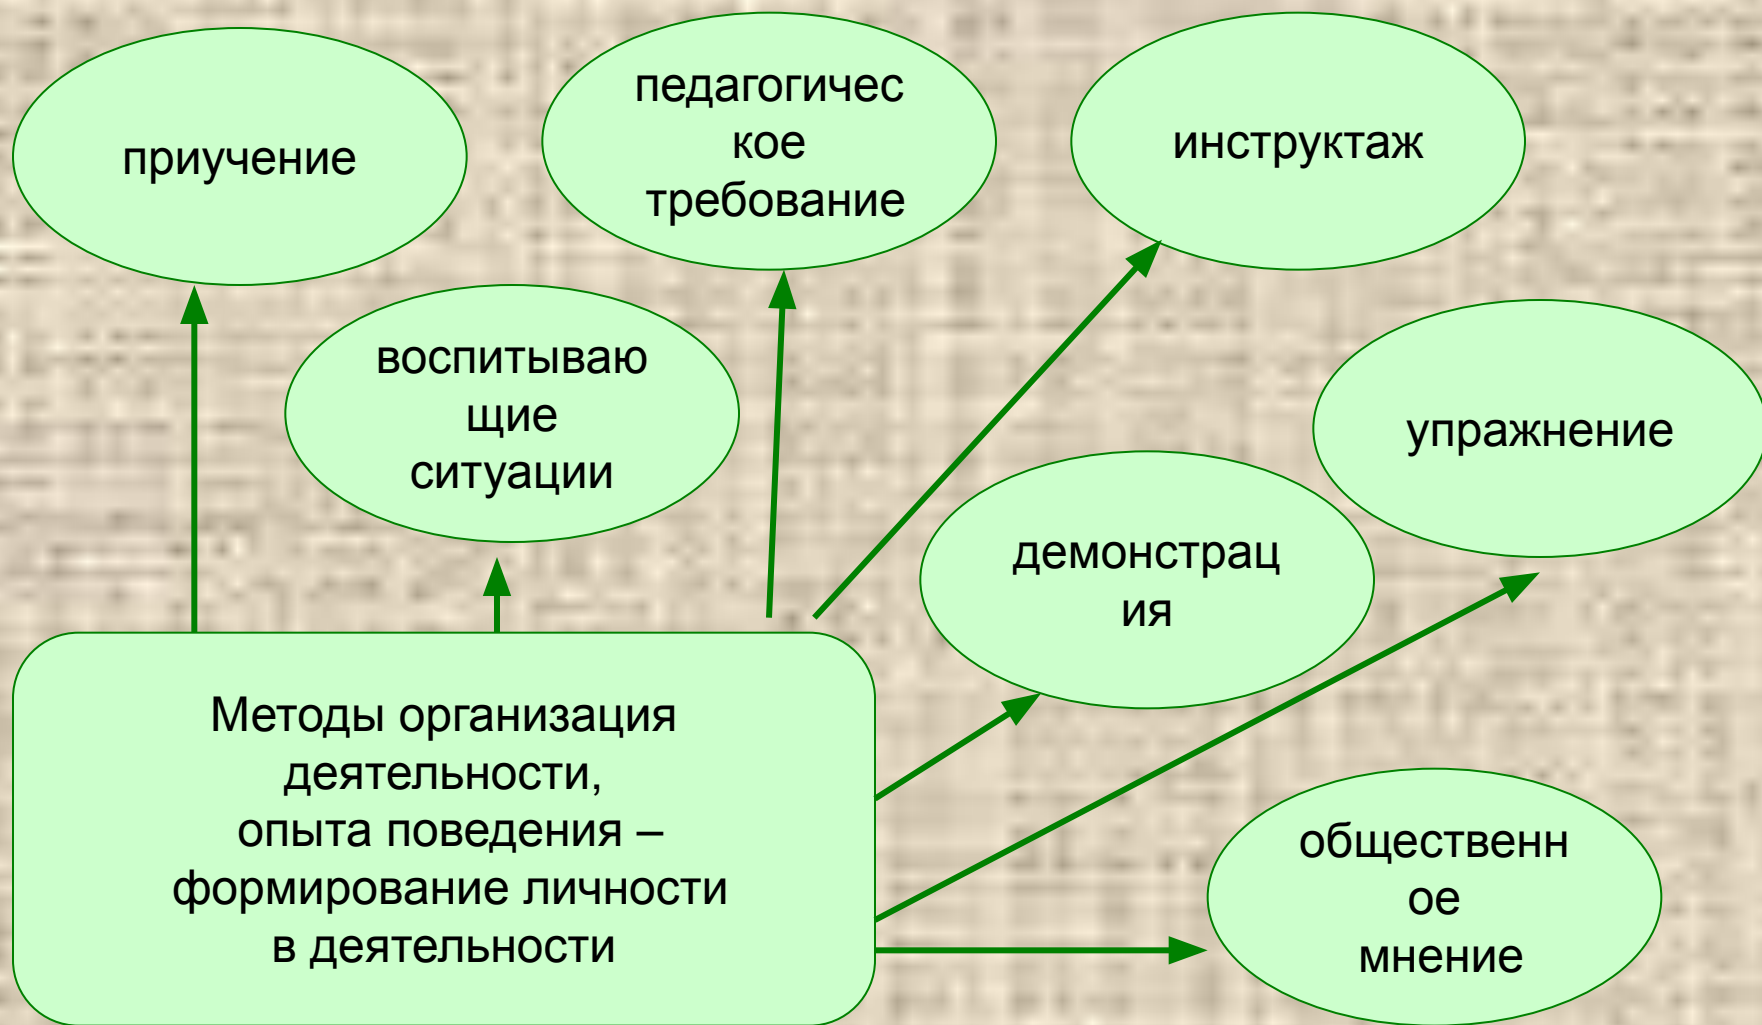 приучение
педагогичес
кое
требование
инструктаж
воспитываю
щие
ситуации
упражнение
демонстрац
ия
Методы организация
деятельности,
опыта поведения –
формирование личности
в деятельности
общественн
ое
мнение